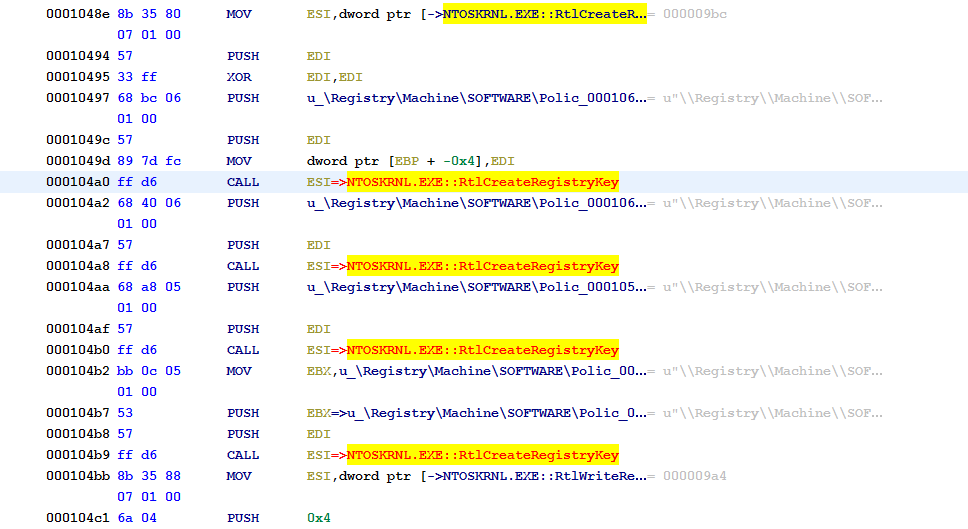 0001048e 8b 35 80 MOV ESI,dword ptr [->NTOSKRNL.EXE::RtlCreateR...= 000009bc
07 01 00
00010494 57 PUSH EDI
00010495 33 ff XOR EDI,EDI
00010497 68 bc 06 PUSH u_\Registry\Machine\SOFTWARE\Polic_000106...= u"\\Registry\\Machine\\SOF...
01 00
0001049c 57 PUSH EDI
0001049d 89 7d fc MOV dword ptr [EBP + -0x4],EDI
000104a0 ff d6 CALL ESI=>NTOSKRNL.EXE::RtlCreateRegistryKey
000104a2 68 40 06 PUSH u_\Registry\Machine\SOFTWARE\Polic_000106...= u"\\Registry\\Machine\\SOF...
01 00
000104a7 57 PUSH EDI
000104a8 ff d6 CALL ESI=>NTOSKRNL.EXE::RtlCreateRegistryKey
000104aa 68 a8 05 PUSH u_\Registry\Machine\SOFTWARE\Polic_000105...= u"\\Registry\\Machine\\SOF...
01 00
000104af 57 PUSH EDI
000104b0 ff d6 CALL ESI=>NTOSKRNL.EXE::RtlCreateRegistryKey
000104b2 bb 0c 05 MOV EBX,u_\Registry\Machine\SOFTWARE\Polic_00...= u"\\Registry\\Machine\\SOF...
01 00
000104b7 53 PUSH EBX=>u_\Registry\Machine\SOFTWARE\Polic_0...= u"\\Registry\\Machine\\SOF...
000104b8 57 PUSH EDI
000104b9 ff d6 CALL ESI=>NTOSKRNL.EXE::RtlCreateRegistryKey
000104bb 8b 35 88 MOV ESI,dword ptr [->NTOSKRNL.EXE::RtlWriteRe...= 000009a4
07 01 00
000104c1 6a 04 PUSH 0x4